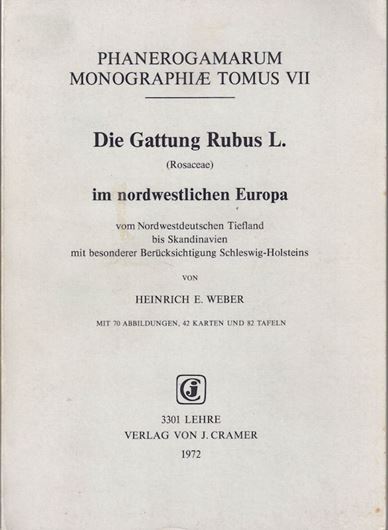 PHANEROGAMARUM
MONOGRAPHIÆ TOMUS VII
Die Gattung Rubus L.
(Rosaceae)
im nordwestlichen Europa
vom Nordwestdeutschen Tiefland
bis Skandinavien
mit besonderer Berücksichtigung Schleswig-Holsteins
VON
HEINRICH E. WEBER
MIT 70 ABBILDUNGEN, 42 KARTEN UND 82 TAFELN
JC
3301 LEHRE
VERLAG VON J. CRAMER
1972